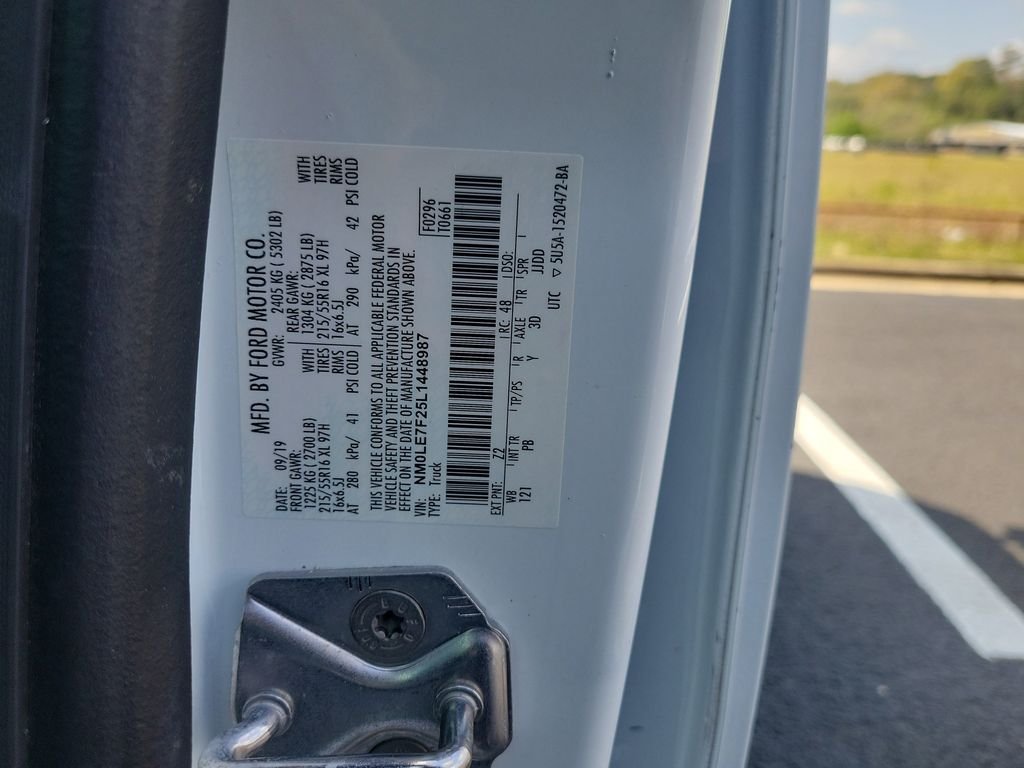 MFD. BY FORD MOTOR CO.
DATE: 09/19 GVWR: 2405 KG ( 5302 LB)
FRONT GAWR: REAR GAWR:
1225 KG ( 2700 LB) WITH 1304 KG ( 2875 LB) WITH
215/55R16 XL 97H TIRES 215/55R16 XL 97H TIRES
16x6.5J RIMS 16x6.5J RIMS
AT 280 kPa/ 41 PSI COLD AT 290 kPa/ 42 PSI COLD
THIS VEHICLE CONFORMS TO ALL APPLICABLE FEDERAL MOTOR
VEHICLE SAFETY AND THEFT PREVENTION STANDARDS IN
EFFECT ON THE DATE OF MANUFACTURE SHOWN ABOVE.
VIN: NM0LE7F25L1448987 F0296
TYPE: Truck T0661
EXT PNT: Z2 RC: 48 DSO:
WB INTR TP/PS R AXLE TR SPR
121 PB Y 3D JJDD
UTC ▽5U5A-1520472-BA